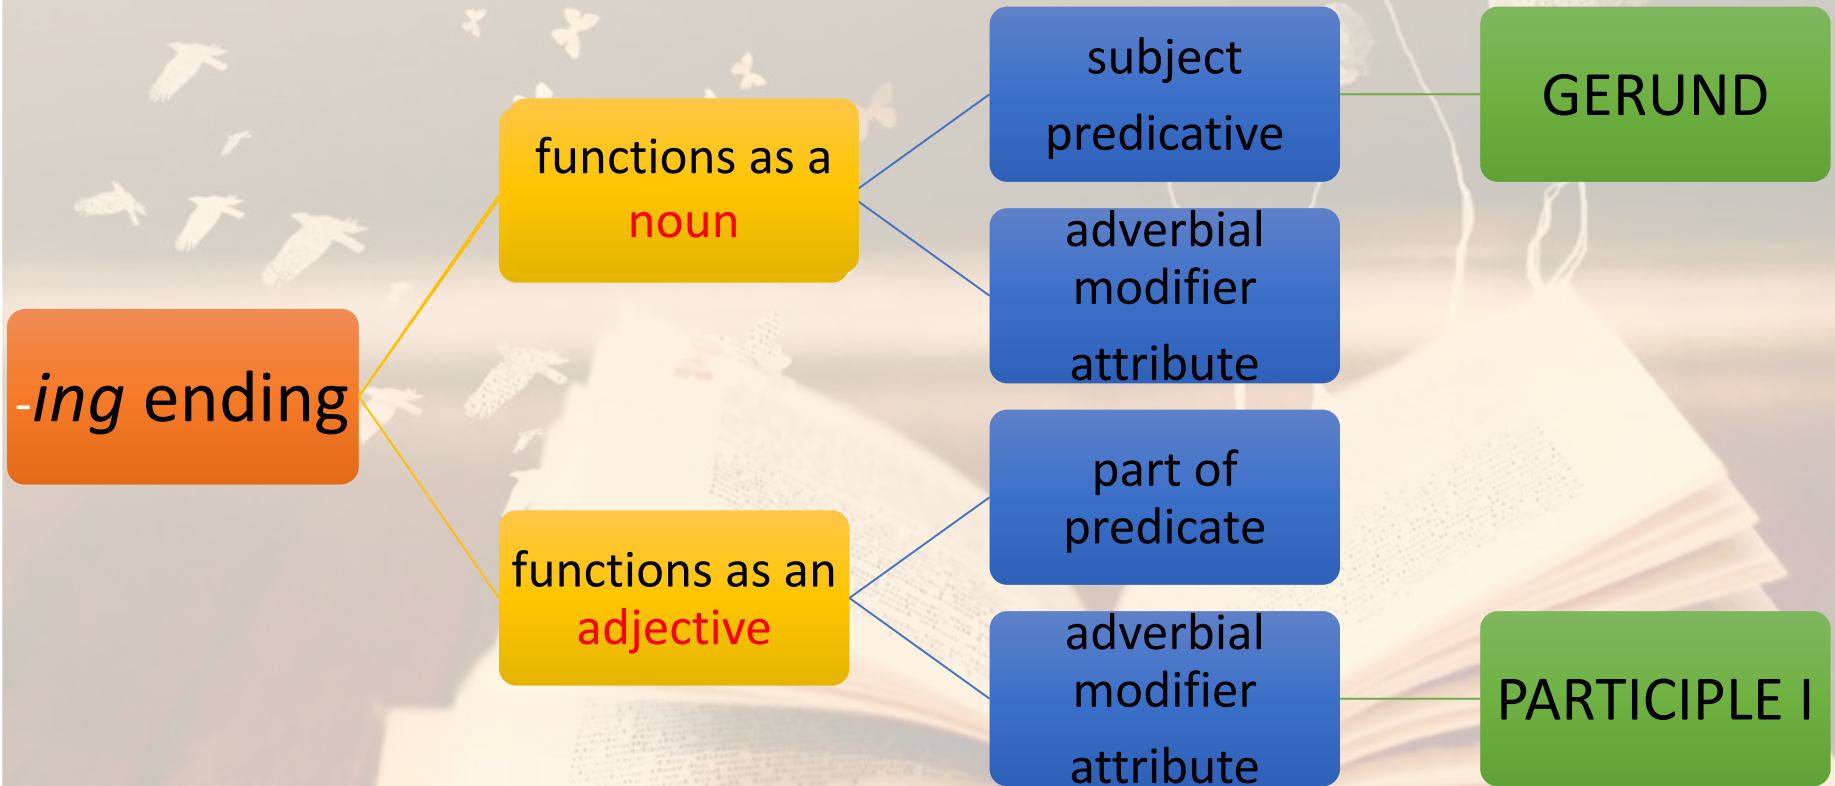 -ing ending
functions as a
noun
functions as an
adjective
subject
predicative
adverbial
modifier
attribute
part of
predicate
adverbial
modifier
attribute
GERUND
PARTICIPLE I